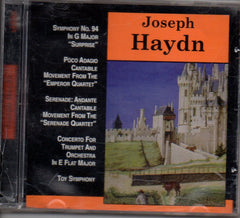 Joseph
Haydn
SYMPHONY NO. 94
IN G MAJOR
"SURPRISE"
POCO ADAGIO
CANTABILE
MOVEMENT FROM THE
"EMPEROR QUARTET"
SERENADE: ANDANTE
CANTABILE
MOVEMENT FROM THE
"SERENADE QUARTET"
CONCERTO FOR
TRUMPET AND
ORCHESTRA
IN E FLAT MAJOR
TOY SYMPHONY